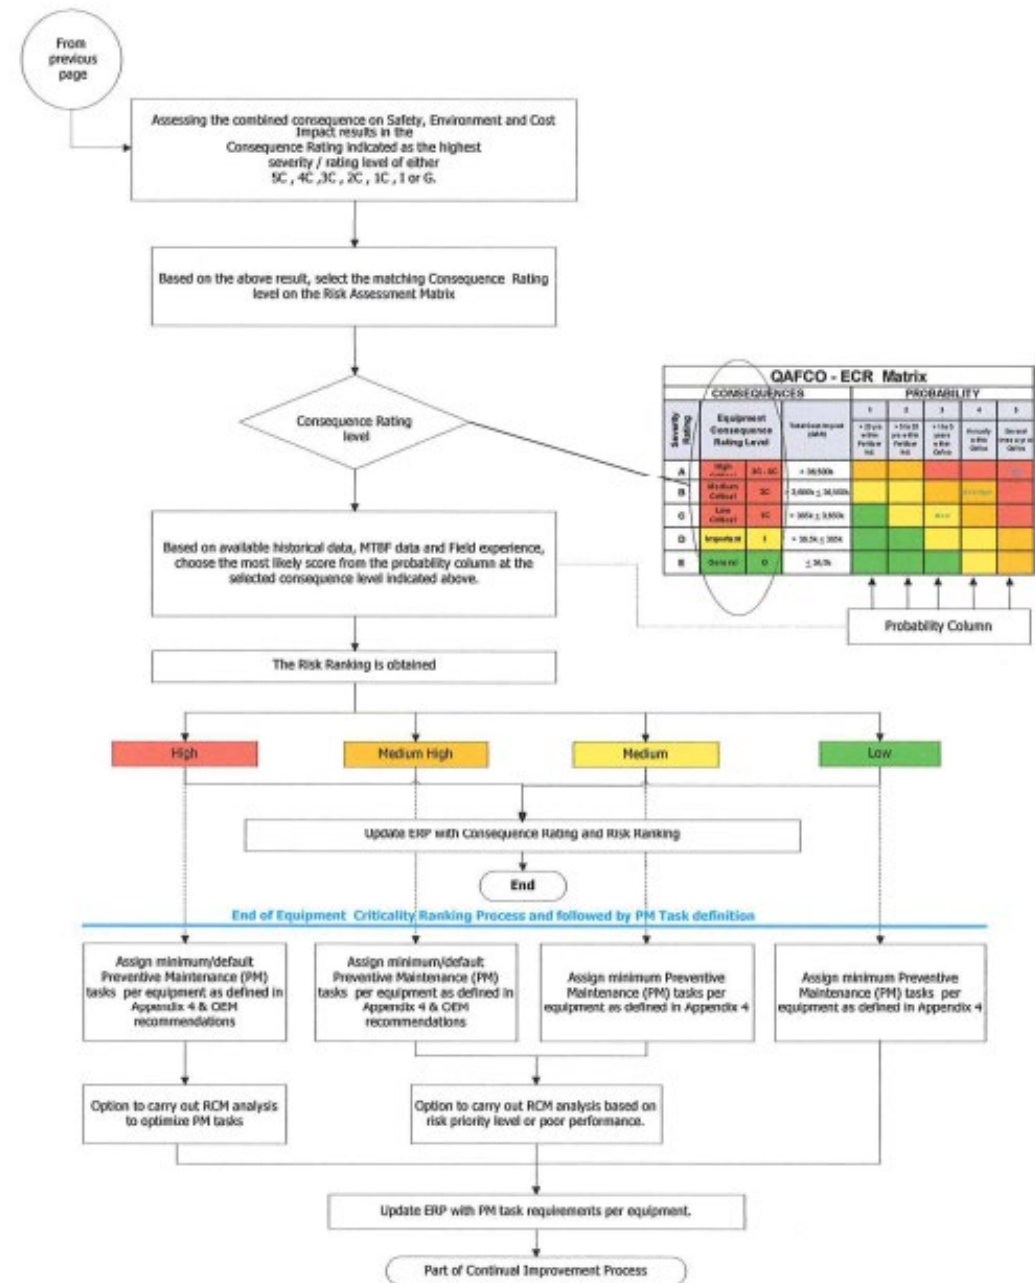 From
previous
page
Assessing the combined consequence on Safety, Environment and Cost
Impact results in the
Consequence Rating indicated as the highest
severity / rating level of either
5C , 4C ,3C , 2C , 1C , I or G.
Based on the above result, select the matching Consequence Rating
level on the Risk Assessment Matrix
Consequence Rating
level
QAFCO - ECR Matrix
CONSEQUENCES PROBABILITY
Severity
Rating
Equipment
Consequence
Rating Level
1 2 3 4 5
A High
B Medium Critical
C Low Critical 1C
D Important I
E General
Probability Column
Based on available historical data, MTBF data and Field experience,
choose the most likely score from the probability column at the
selected consequence level indicated above.
The Risk Ranking is obtained
High Medium High Medium Low
Update ERP with Consequence Rating and Risk Ranking
End
End of Equipment Criticality Ranking Process and followed by PM Task definition
Assign minimum/default
Preventive Maintenance (PM)
tasks per equipment as defined in
Appendix 4 & OEM
recommendations
Assign minimum/default
Preventive Maintenance (PM)
tasks per equipment as defined in
Appendix 4 & OEM
recommendations
Assign minimum Preventive
Maintenance (PM) tasks per
equipment as defined in Appendix 4
Assign minimum Preventive
Maintenance (PM) tasks per
equipment as defined in Appendix 4
Option to carry out RCM analysis
to optimize PM tasks
Option to carry out RCM analysis based on
risk priority level or poor performance.
Update ERP with PM task requirements per equipment.
Part of Continual Improvement Process